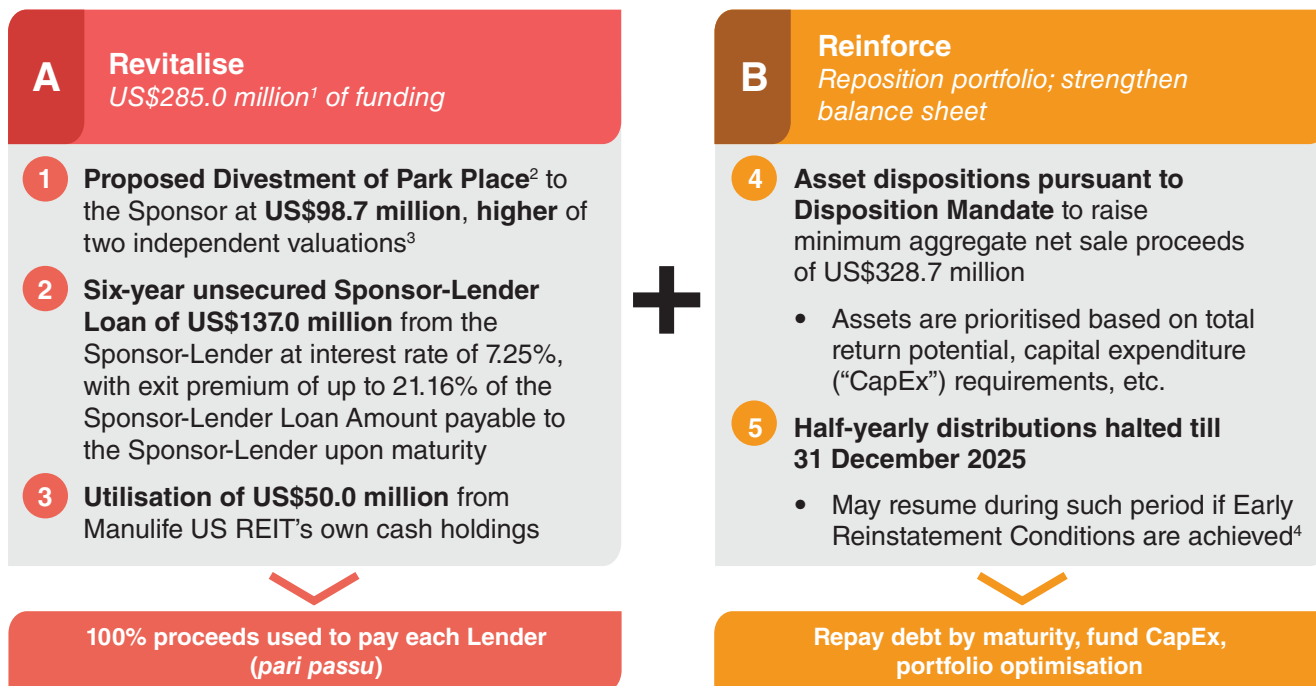 A
Revitalise
US$285.0 million1 of funding
1
Proposed Divestment of Park Place2 to
the Sponsor at US$98.7 million, higher of
two independent valuations3
2
Six-year unsecured Sponsor-Lender
Loan of US$137.0 million from the
Sponsor-Lender at interest rate of 7.25%,
with exit premium of up to 21.16% of the
Sponsor-Lender Loan Amount payable to
the Sponsor-Lender upon maturity
3
Utilisation of US$50.0 million from
Manulife US REIT’s own cash holdings
100% proceeds used to pay each Lender
(pari passu)
+
B
Reinforce
Reposition portfolio; strengthen
balance sheet
4
Asset dispositions pursuant to
Disposition Mandate to raise
minimum aggregate net sale proceeds
of US$328.7 million
• Assets are prioritised based on total
return potential, capital expenditure
(“CapEx”) requirements, etc.
5
Half-yearly distributions halted till
31 December 2025
• May resume during such period if Early
Reinstatement Conditions are achieved4
Repay debt by maturity, fund CapEx,
portfolio optimisation